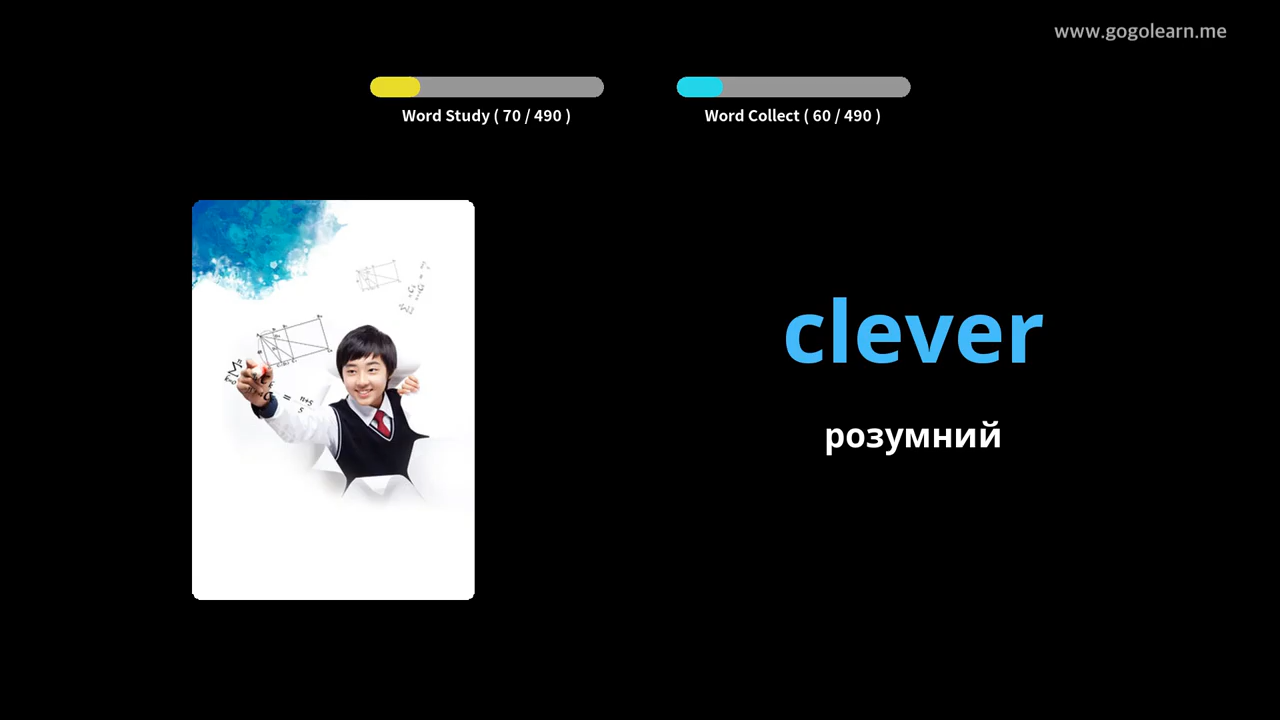 www.gogolearn.me
Word Study ( 70 / 490 )
Word Collect ( 60 / 490 )
clever
розумний